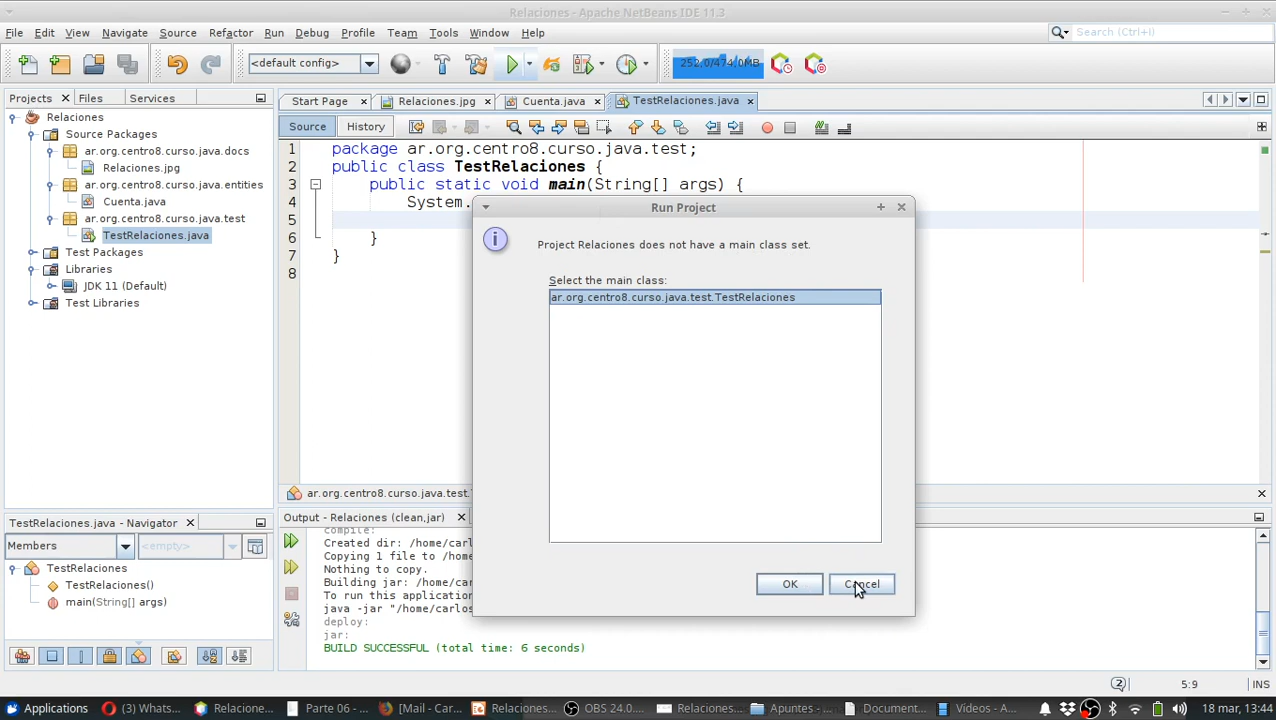 Relaciones - Apache NetBeans IDE 11.3
File Edit View Navigate Source Refactor Run Debug Profile Team Tools Window Help
Search (Ctrl+I)
<default config>
252,0/474,0MB
Projects Files Services
Start Page Relaciones.jpg Cuenta.java TestRelaciones.java
Source History
Relaciones
Source Packages
ar.org.centro8.curso.java.docs
Relaciones.jpg
ar.org.centro8.curso.java.entities
Cuenta.java
ar.org.centro8.curso.java.test
TestRelaciones.java
Test Packages
Libraries
JDK 11 (Default)
Test Libraries
1 package ar.org.centro8.curso.java.test;
2 public class TestRelaciones {
3 public static void main(String[] args) {
4 System.
5
6 }
7 }
8
Run Project
Project Relaciones does not have a main class set.
Select the main class:
ar.org.centro8.curso.java.test.TestRelaciones
OK Cancel
ar.org.centro8.curso.java.test.
TestRelaciones.java - Navigator
Members <empty>
TestRelaciones
TestRelaciones()
main(String[] args)
Output - Relaciones (clean,jar)
compile:
Created dir: /home/car
Copying 1 file to /home
Nothing to copy.
Building jar: /home/car
To run this application
java -jar "/home/carlos
deploy:
jar:
BUILD SUCCESSFUL (total time: 6 seconds)
2 5:9 INS
Applications (3) Whats... Relacione... Parte 06 -... [Mail - Car... Relaciones... OBS 24.0... Relaciones... Apuntes - ... Document... Videos - A... 18 mar, 13:44